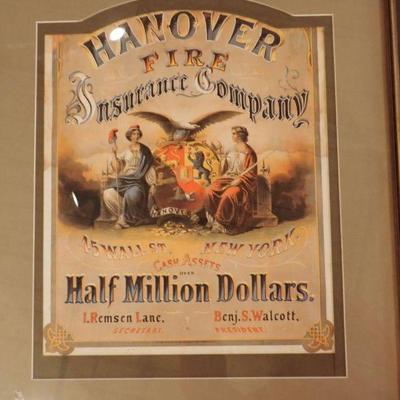 HANOVER
FIRE
Insurance Company
HANOVER
45 WALL ST. NEW YORK.
CASH ASSETS
OVER
Half Million Dollars.
I. Remsen Lane, Benj. S. Walcott,
SECRETARY. PRESIDENT.